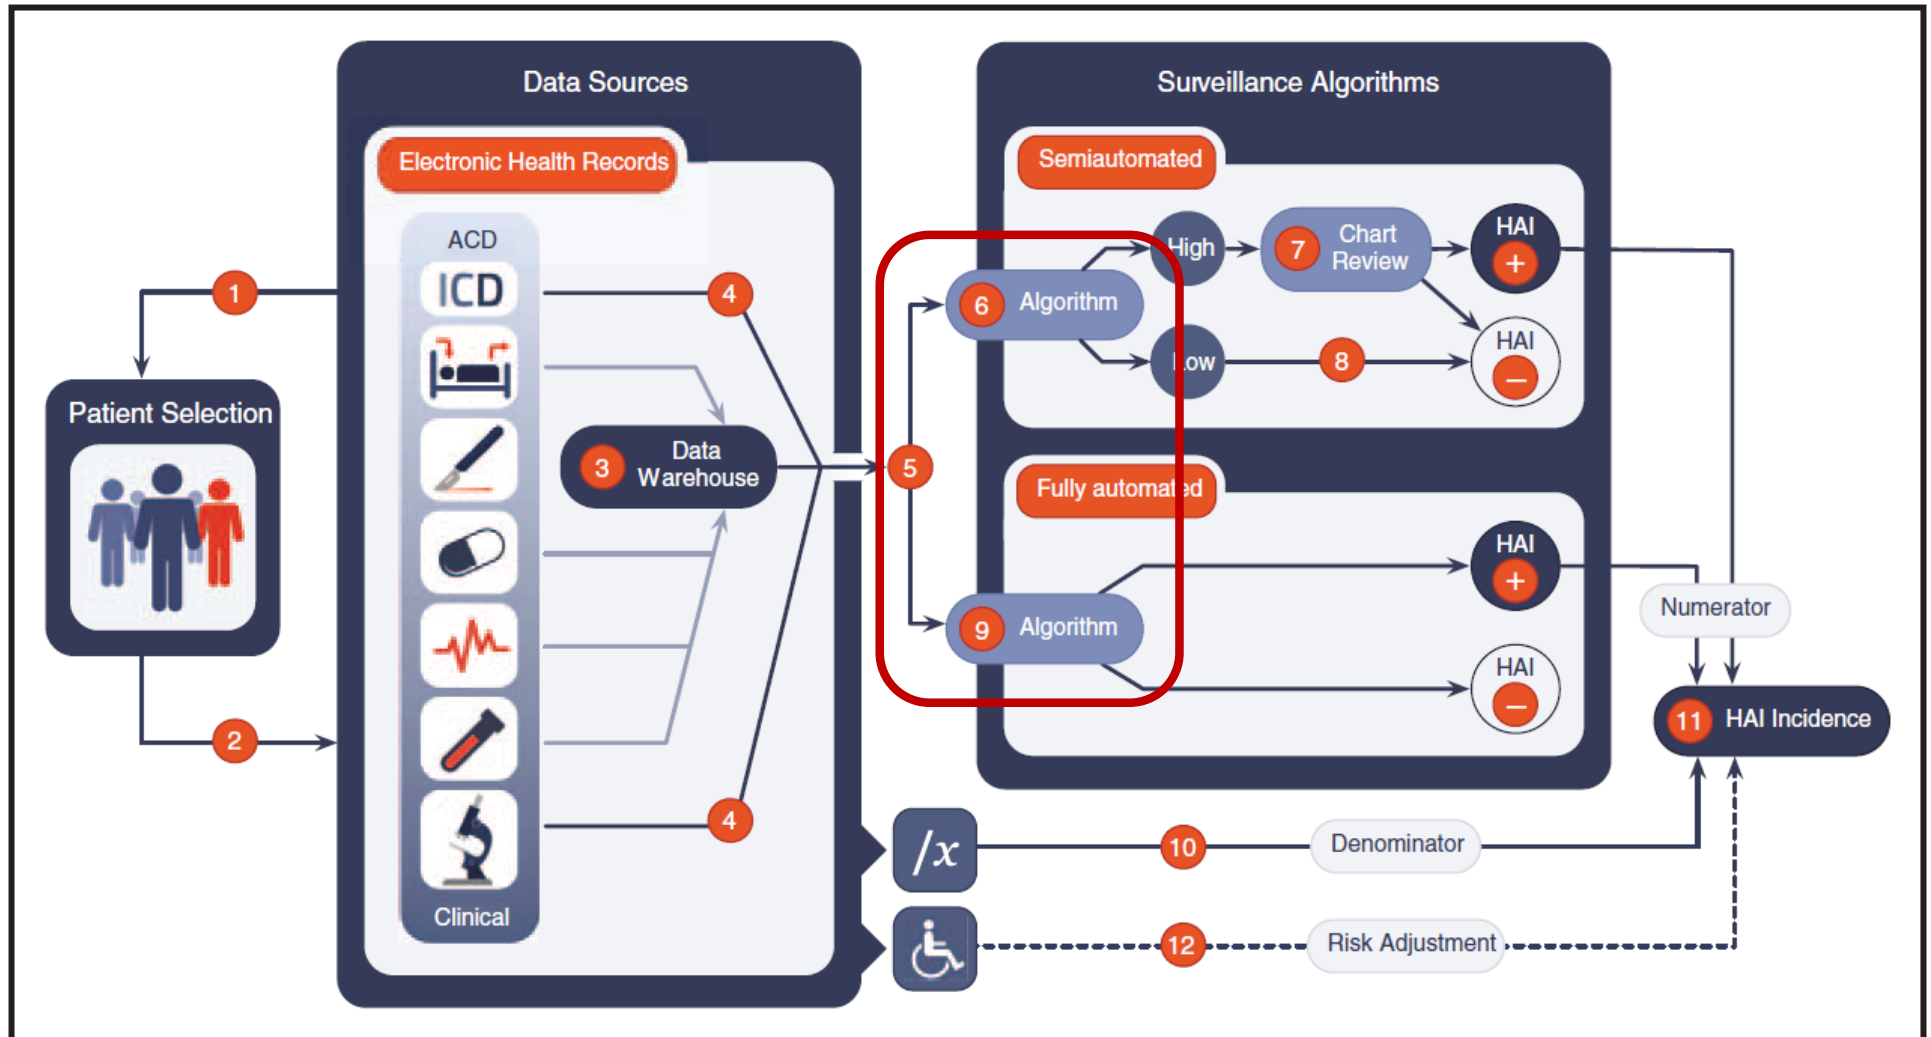 Data Sources
Electronic Health Records
ACD
ICD
Clinical
1
Patient Selection
2
3
Data
Warehouse
4
4
5
Surveillance Algorithms
Semiautomated
6
Algorithm
High
Low
7
Chart
Review
8
HAI
+
HAI
–
Fully automated
9
Algorithm
HAI
+
HAI
–
Numerator
11
HAI Incidence
/x
10
Denominator
12
Risk Adjustment